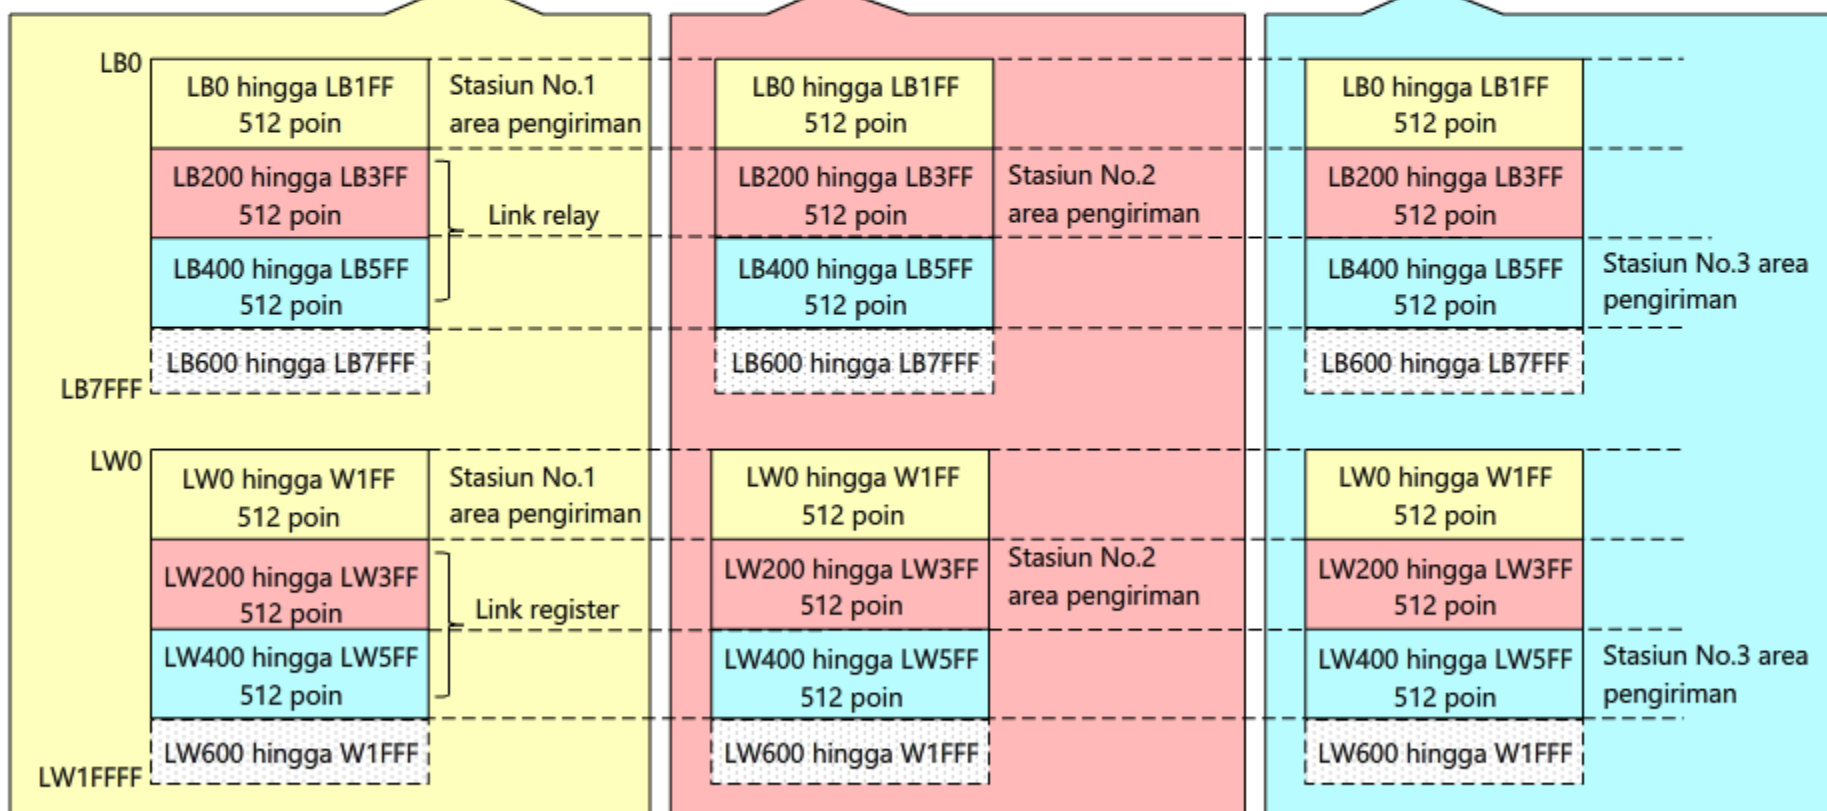 LB0
LB0 hingga LB1FF
512 poin
Stasiun No.1
area pengiriman
LB200 hingga LB3FF
512 poin
Link relay
LB400 hingga LB5FF
512 poin
LB600 hingga LB7FFF
LB7FFF
LW0
LW0 hingga W1FF
512 poin
Stasiun No.1
area pengiriman
LW200 hingga LW3FF
512 poin
Link register
LW400 hingga LW5FF
512 poin
LW600 hingga W1FFF
LW1FFFF
LB0 hingga LB1FF
512 poin
LB200 hingga LB3FF
512 poin
Stasiun No.2
area pengiriman
LB400 hingga LB5FF
512 poin
LB600 hingga LB7FFF
LW0 hingga W1FF
512 poin
LW200 hingga LW3FF
512 poin
Stasiun No.2
area pengiriman
LW400 hingga LW5FF
512 poin
LW600 hingga W1FFF
LB0 hingga LB1FF
512 poin
LB200 hingga LB3FF
512 poin
LB400 hingga LB5FF
512 poin
Stasiun No.3 area
pengiriman
LB600 hingga LB7FFF
LW0 hingga W1FF
512 poin
LW200 hingga LW3FF
512 poin
LW400 hingga LW5FF
512 poin
Stasiun No.3 area
pengiriman
LW600 hingga W1FFF